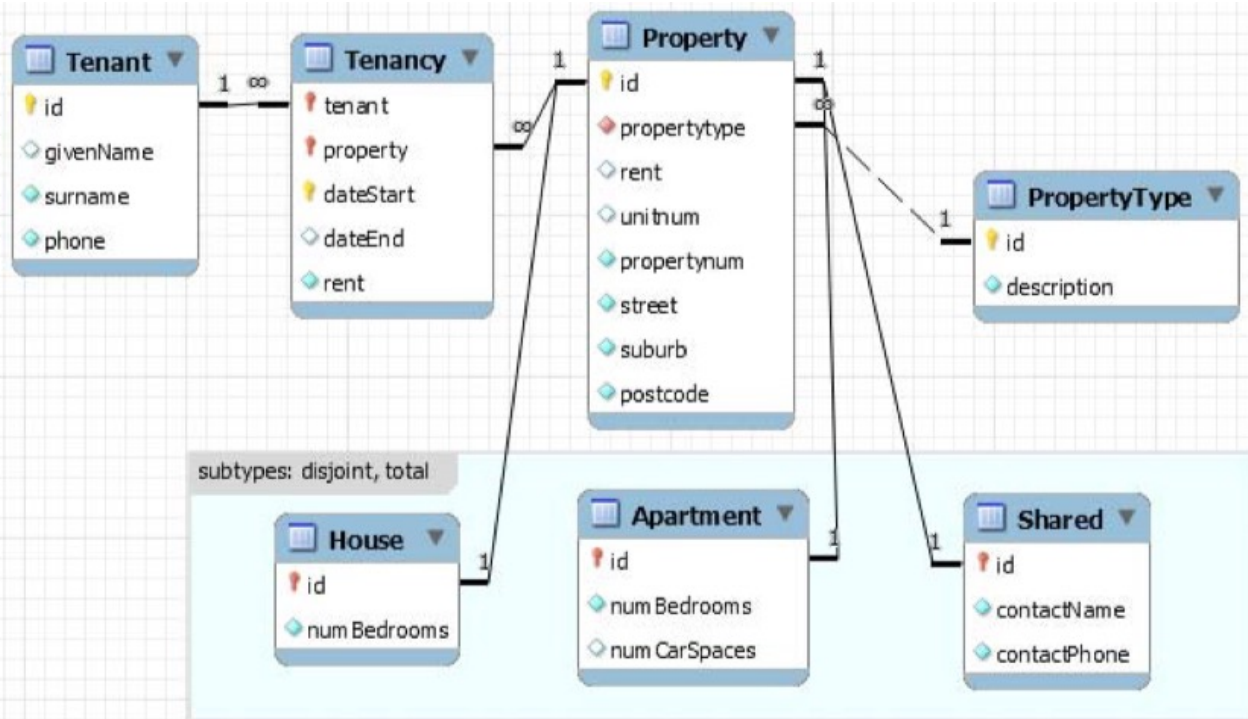 Tenant
id
givenName
surname
phone
1 ∞
Tenancy
tenant
property
dateStart
dateEnd
rent
∞
1
Property
id
propertytype
rent
unitnum
propertynum
street
suburb
postcode
1
∞
1
PropertyType
id
description
subtypes: disjoint, total
House
id
numBedrooms
1
Apartment
id
numBedrooms
numCarSpaces
1
1
Shared
id
contactName
contactPhone